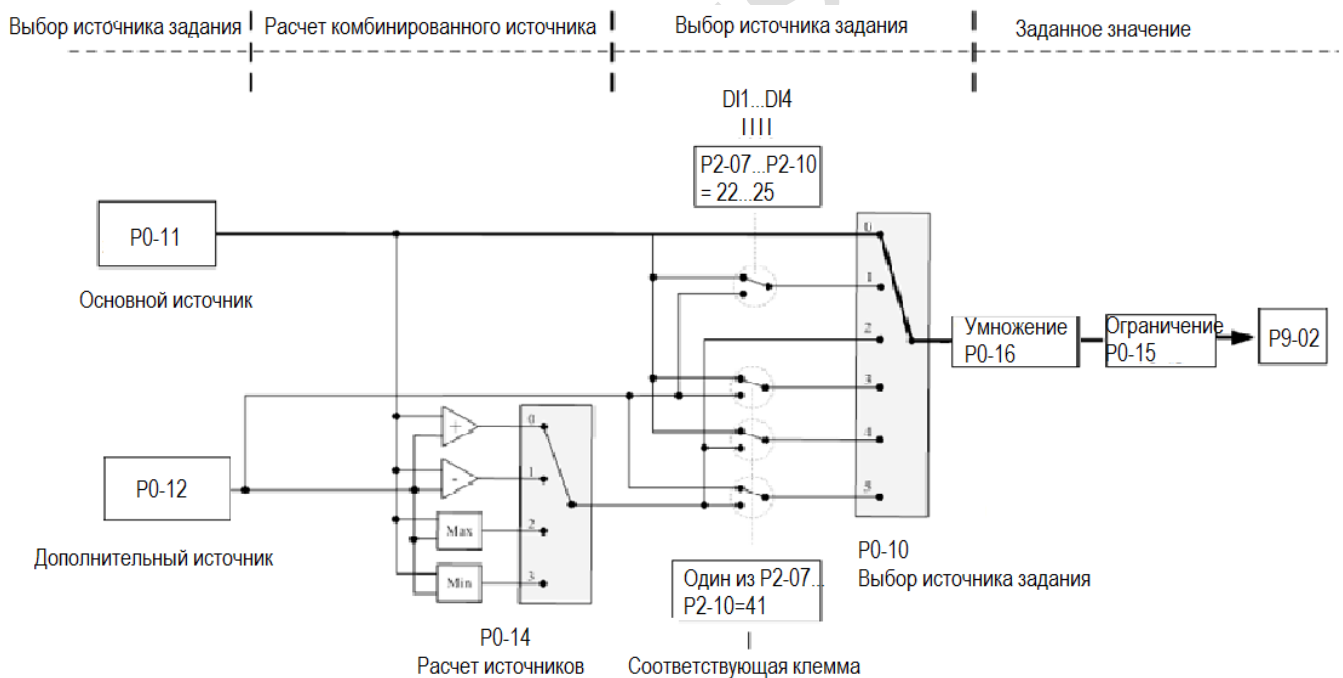 Выбор источника задания
Расчет комбинированного источника
Выбор источника задания
Заданное значение
DI1...DI4
P2-07...P2-10
= 22...25
P0-11
Основной источник
0
1
2
3
4
5
Умножение
P0-16
Ограничение
P0-15
P9-02
P0-12
Дополнительный источник
+
-
Max
Min
0
1
2
3
P0-14
Расчет источников
Один из P2-07...
P2-10=41
Соответствующая клемма
P0-10
Выбор источника задания